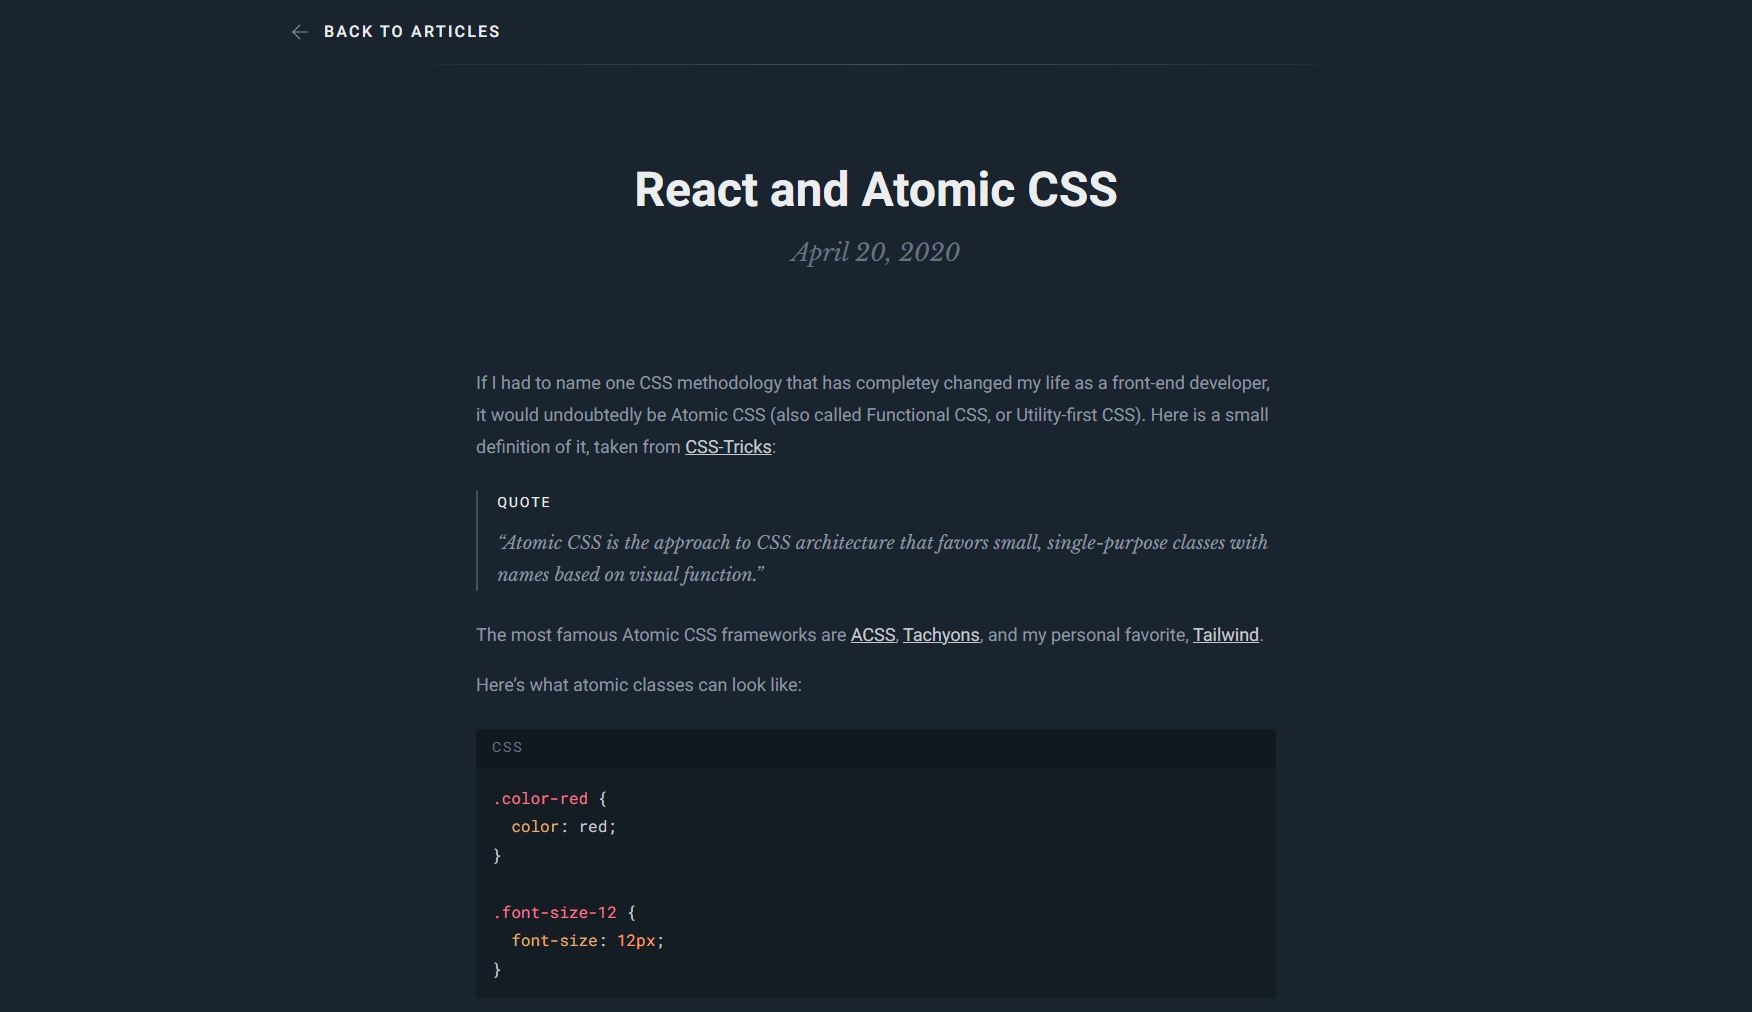 BACK TO ARTICLES
React and Atomic CSS
April 20, 2020
If I had to name one CSS methodology that has completey changed my life as a front-end developer,
it would undoubtedly be Atomic CSS (also called Functional CSS, or Utility-first CSS). Here is a small
definition of it, taken from CSS-Tricks:
QUOTE
“Atomic CSS is the approach to CSS architecture that favors small, single-purpose classes with
names based on visual function.”
The most famous Atomic CSS frameworks are ACSS, Tachyons, and my personal favorite, Tailwind.
Here’s what atomic classes can look like:
CSS
.color-red {
  color: red;
}
.font-size-12 {
  font-size: 12px;
}